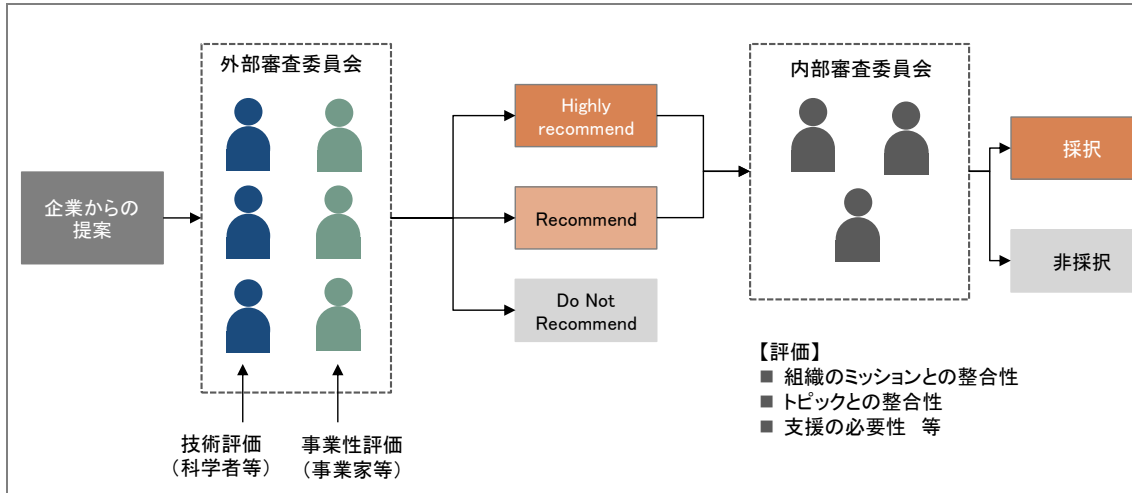 外部審査委員会
企業からの
提案
Highly
recommend
Recommend
Do Not
Recommend
内部審査委員会
採択
非採択
技術評価
(科学者等)
事業性評価
(事業家等)
【評価】
■ 組織のミッションとの整合性
■ トピックとの整合性
■ 支援の必要性 等